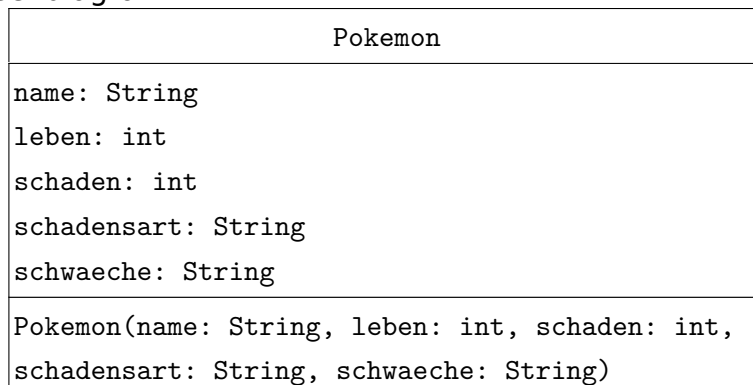 Pokemon
name: String
leben: int
schaden: int
schadensart: String
schwaeche: String
Pokemon(name: String, leben: int, schaden: int,
schadensart: String, schwaeche: String)